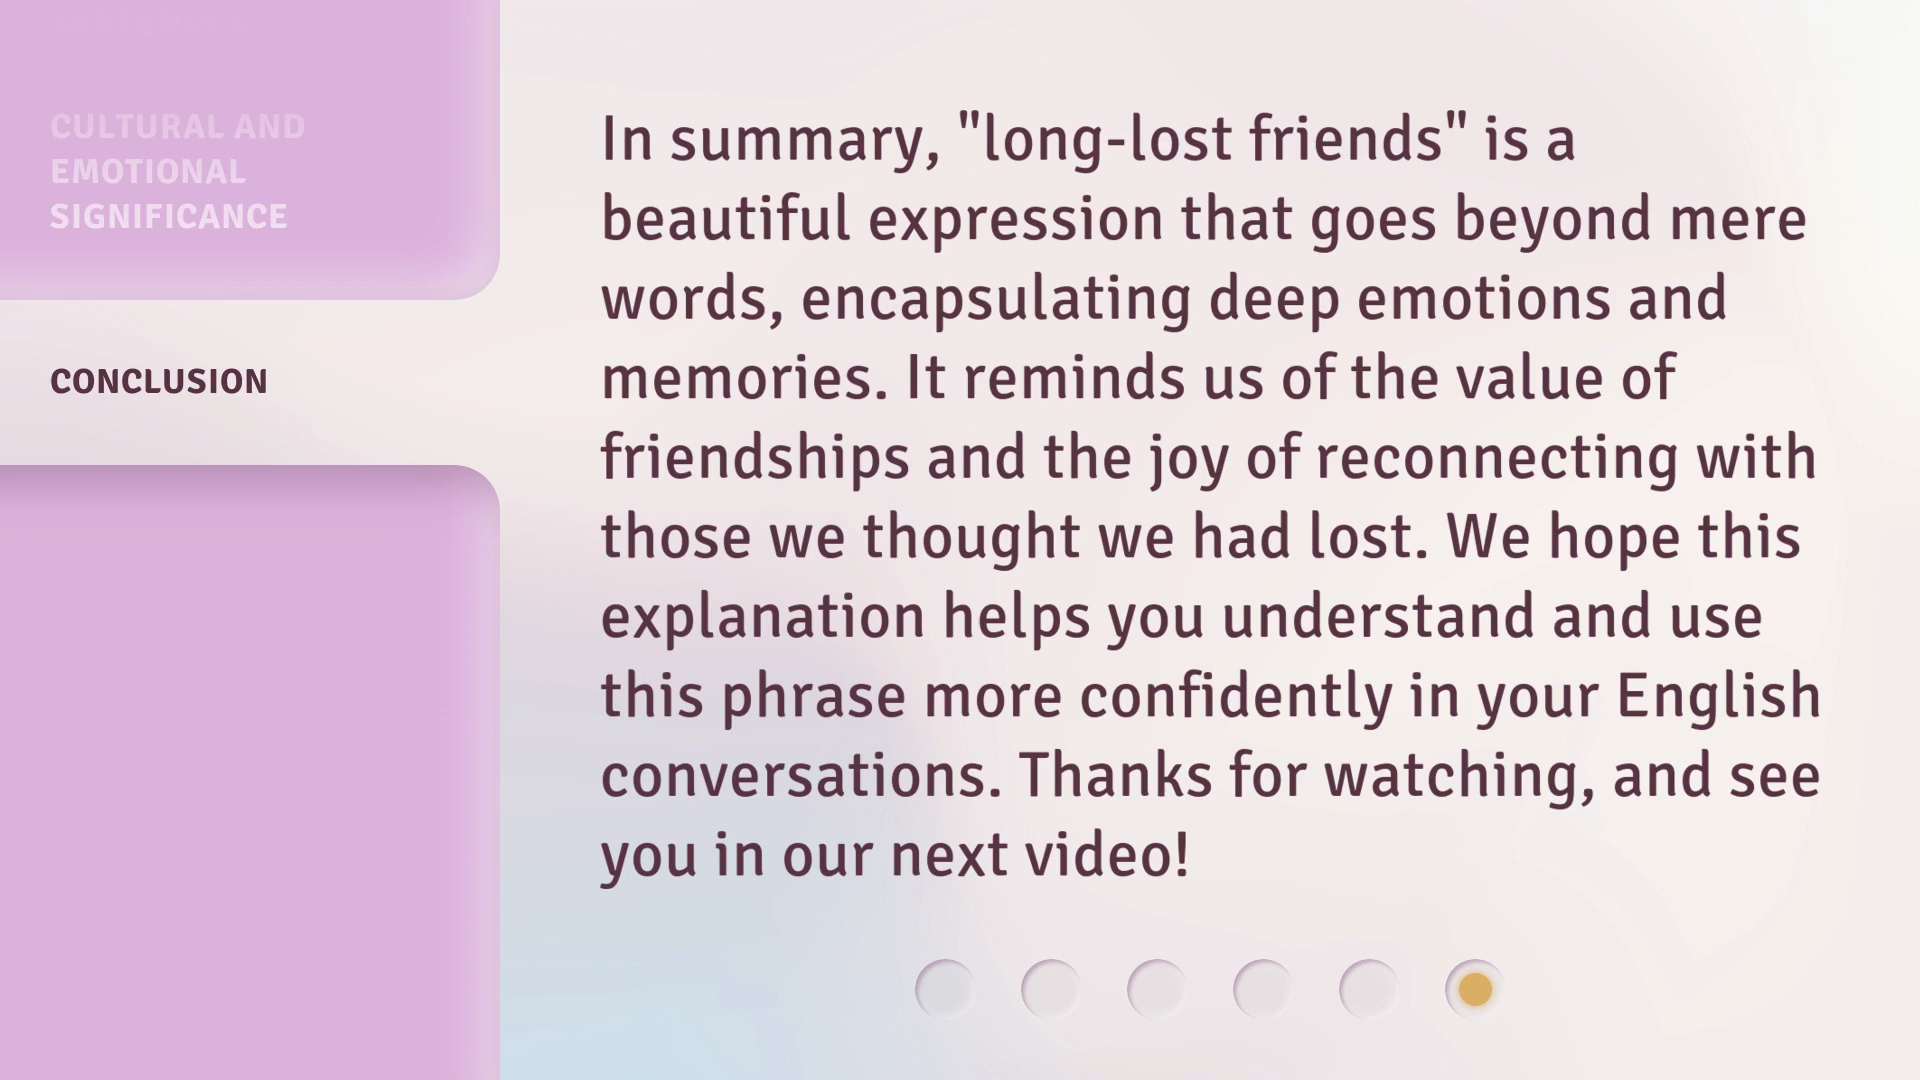 CULTURAL AND
EMOTIONAL
SIGNIFICANCE
CONCLUSION
In summary, "long-lost friends" is a
beautiful expression that goes beyond mere
words, encapsulating deep emotions and
memories. It reminds us of the value of
friendships and the joy of reconnecting with
those we thought we had lost. We hope this
explanation helps you understand and use
this phrase more confidently in your English
conversations. Thanks for watching, and see
you in our next video!